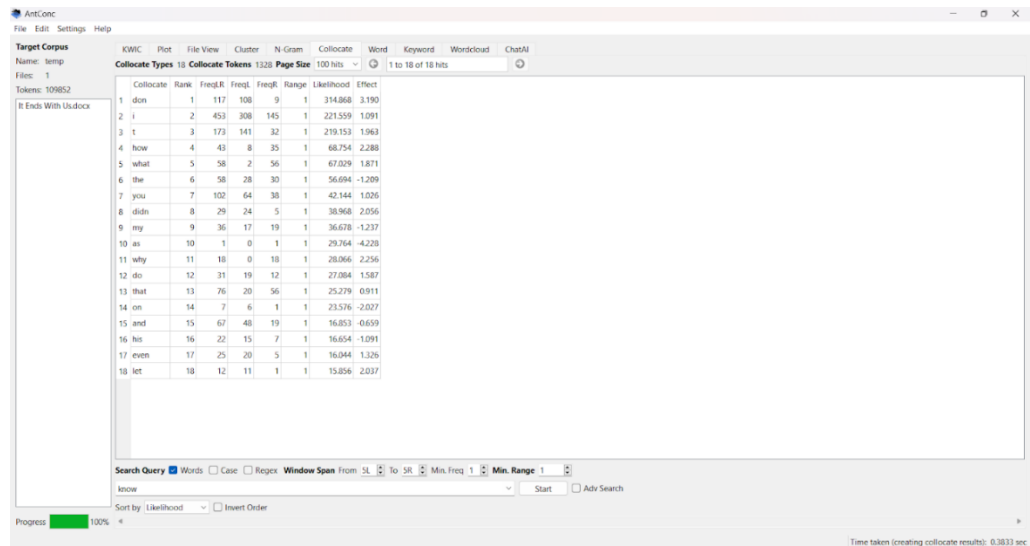 AntConc
File Edit Settings Help
Target Corpus
Name: temp
Files: 1
Tokens: 109852
It Ends With Us.docx
KWIC Plot File View Cluster N-Gram Collocate Word Keyword Wordcloud ChatAI
Collocate Types 18 Collocate Tokens 1328 Page Size 100 hits 1 to 18 of 18 hits
Collocate Rank FreqLR FreqL FreqR Range Likelihood Effect
1 don 1 117 108 9 1 314.868 3.190
2 i 2 453 308 145 1 221.559 1.091
3 t 3 173 141 32 1 219.153 1.963
4 how 4 43 8 35 1 68.754 2.288
5 what 5 58 2 56 1 67.029 1.871
6 the 6 58 28 30 1 56.694 -1.209
7 you 7 102 64 38 1 42.144 1.026
8 didn 8 29 24 5 1 38.968 2.056
9 my 9 36 17 19 1 36.678 -1.237
10 as 10 1 0 1 1 29.764 -4.228
11 why 11 18 0 18 1 28.066 2.256
12 do 12 31 19 12 1 27.084 1.587
13 that 13 76 20 56 1 25.279 0.911
14 on 14 7 6 1 1 23.576 -2.027
15 and 15 67 48 19 1 16.853 -0.659
16 his 16 22 15 7 1 16.654 -1.091
17 even 17 25 20 5 1 16.044 1.326
18 let 18 12 11 1 1 15.856 2.037
Search Query Words Case Regex Window Span From 5L To 5R Min. Freq 1 Min. Range 1
know Start Adv Search
Sort by Likelihood Invert Order
Progress 100%
Time taken (creating collocate results): 0.3833 sec